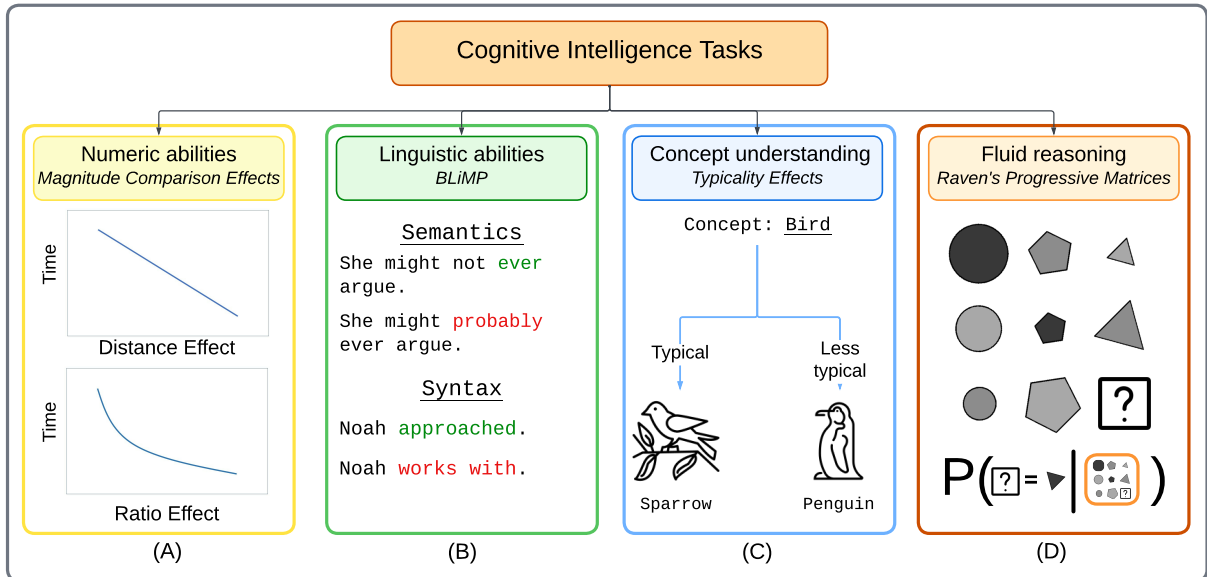 Cognitive Intelligence Tasks
Numeric abilities
Magnitude Comparison Effects
Time
Distance Effect
Time
Ratio Effect
(A)
Linguistic abilities
BLiMP
Semantics
She might not ever
argue.
She might probably
ever argue.
Syntax
Noah approached.
Noah works with.
(B)
Concept understanding
Typicality Effects
Concept: Bird
Typical
Less
typical
Sparrow
Penguin
(C)
Fluid reasoning
Raven's Progressive Matrices
?
P( ? = | ? )
(D)